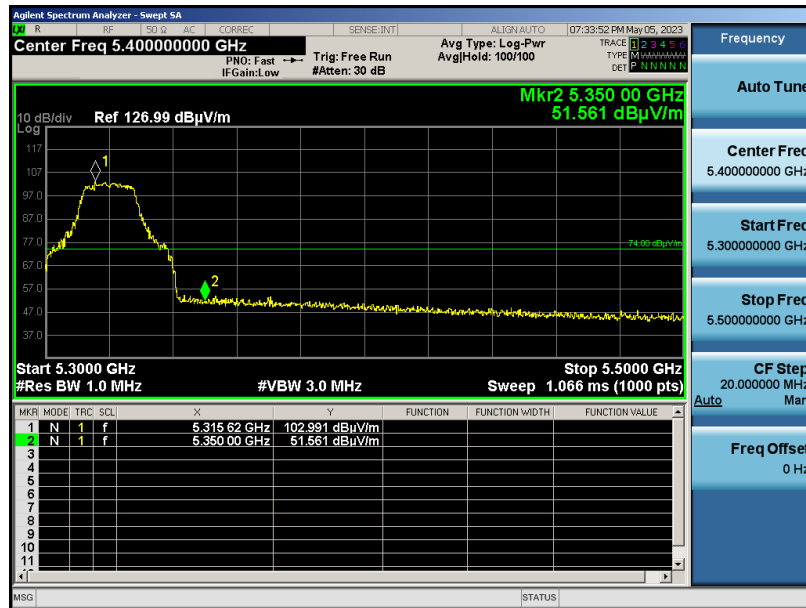 Agilent Spectrum Analyzer - Swept SA
LXI R RF 50 Ω AC CORREC SENSE:INT ALIGN AUTO 07:33:52 PM May 05, 2023
Center Freq 5.400000000 GHz
PNO: Fast
IFGain:Low
Trig: Free Run
#Atten: 30 dB
Avg Type: Log-Pwr
Avg|Hold: 100/100
TRACE 1 2 3 4 5 6
TYPE M W W W W W
DET P N N N N N
Mkr2 5.350 00 GHz
51.561 dBµV/m
10 dB/div Ref 126.99 dBµV/m
Log
117
107
97.0
87.0
77.0
67.0
57.0
47.0
37.0
1
2
74.00 dBµV/m
Start 5.3000 GHz Stop 5.5000 GHz
#Res BW 1.0 MHz #VBW 3.0 MHz Sweep 1.066 ms (1000 pts)
MKR MODE TRC SCL X Y FUNCTION FUNCTION WIDTH FUNCTION VALUE
1 N 1 f 5.315 62 GHz 102.991 dBµV/m
2 N 1 f 5.350 00 GHz 51.561 dBµV/m
3
4
5
6
7
8
9
10
11
MSG STATUS
Frequency
Auto Tune
Center Freq
5.400000000 GHz
Start Freq
5.300000000 GHz
Stop Freq
5.500000000 GHz
CF Step
20.000000 MHz
Auto Man
Freq Offset
0 Hz